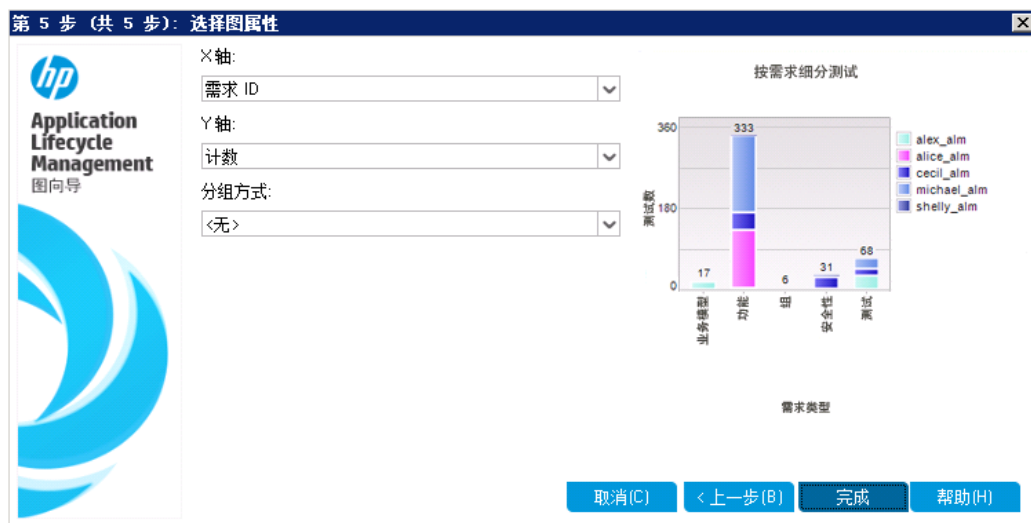 第 5 步 (共 5 步): 选择图属性
hp
Application
Lifecycle
Management
图向导
X轴:
需求 ID
Y轴:
计数
分组方式:
<无>
按需求细分测试
360
180
0
测试数
333
17
6
31
68
业务模型
功能
组
安全性
测试
需求类型
alex_alm
alice_alm
cecil_alm
michael_alm
shelly_alm
取消(C)
<上一步(B)
完成
帮助(H)